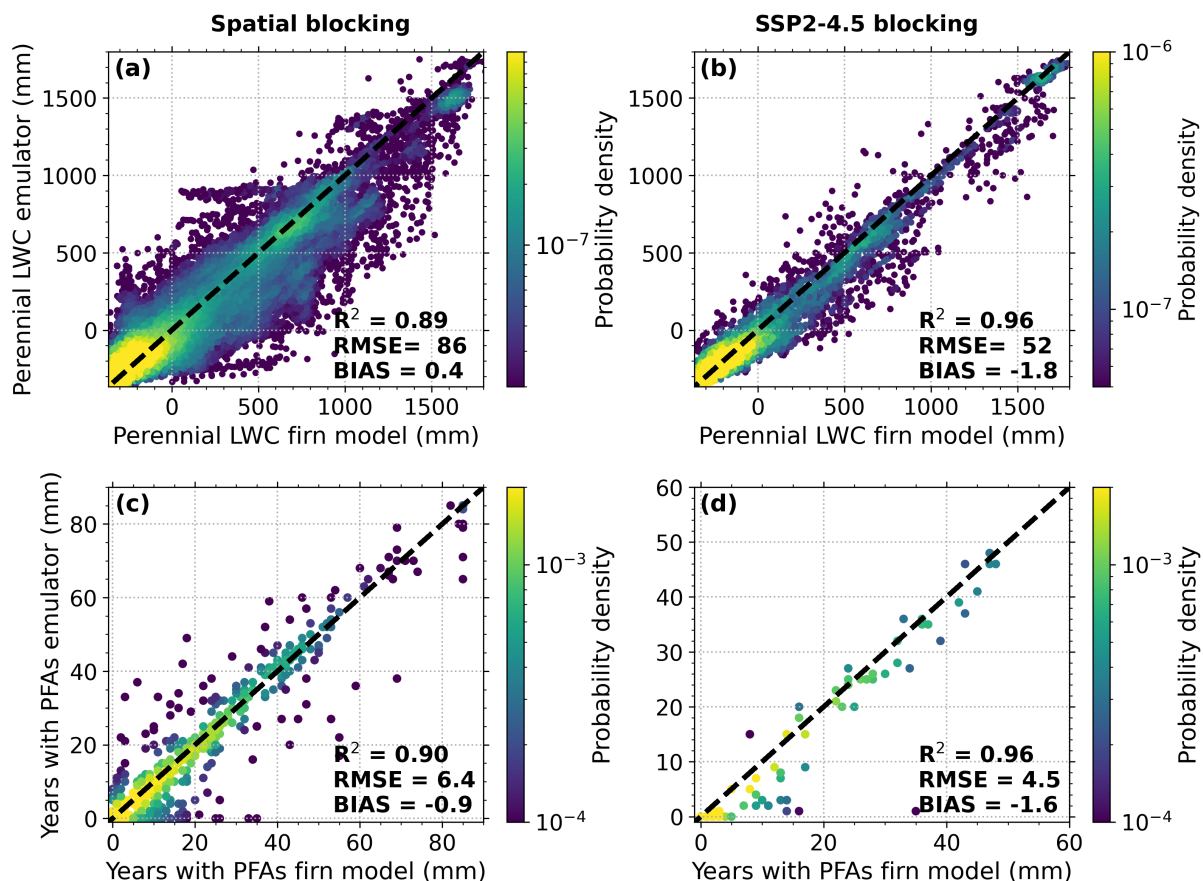 Spatial blocking
SSP2-4.5 blocking
Perennial LWC emulator (mm)
(a)
1500
1000
500
0
R² = 0.89
RMSE= 86
BIAS = 0.4
0 500 1000 1500
Perennial LWC firn model (mm)
10⁻⁷
Probability density
(b)
1500
1000
500
0
R² = 0.96
RMSE= 52
BIAS = -1.8
0 500 1000 1500
Perennial LWC firn model (mm)
10⁻⁶
10⁻⁷
Probability density
Years with PFAs emulator (mm)
(c)
80
60
40
20
0
R² = 0.90
RMSE = 6.4
BIAS = -0.9
0 20 40 60 80
Years with PFAs firn model (mm)
10⁻³
10⁻⁴
Probability density
(d)
60
50
40
30
20
10
0
R² = 0.96
RMSE = 4.5
BIAS = -1.6
0 20 40 60
Years with PFAs firn model (mm)
10⁻³
10⁻⁴
Probability density